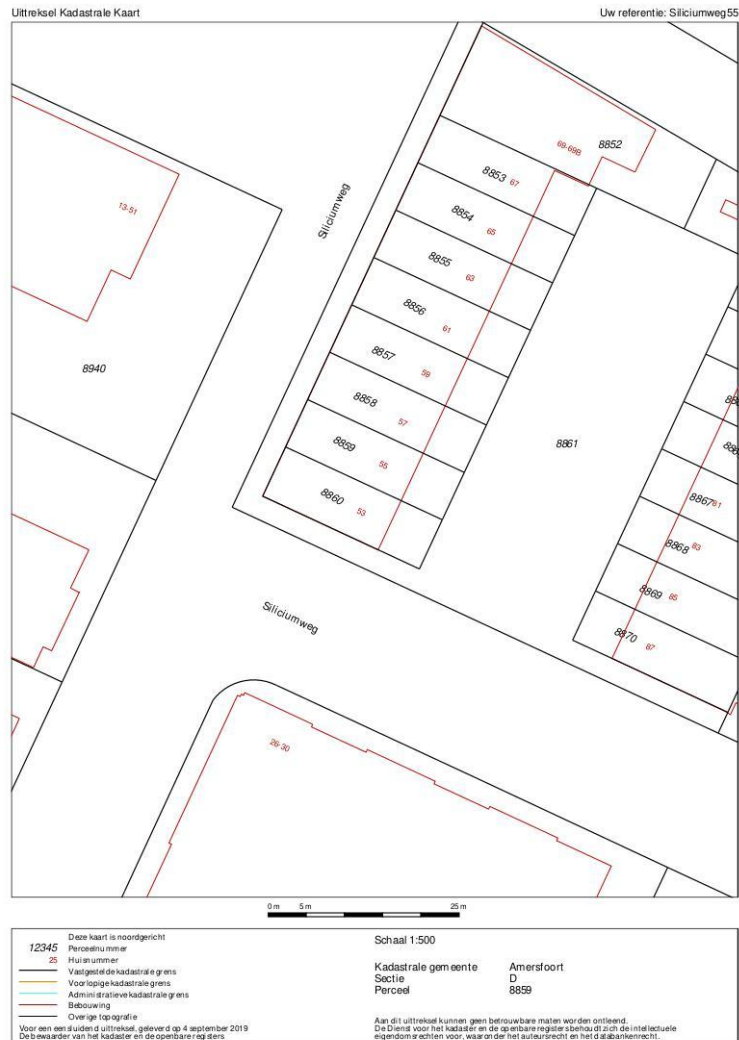 Uittreksel Kadastrale Kaart
Uw referentie: Siliciumweg55
69-69B
8852
8853 67
13-51
Siliciumweg
8854 65
8855 63
8856 61
8940
8857 59
8858 57
8861
8859 55
8867 81
8860 53
8868 83
8869 85
Siliciumweg
8870 87
26-30
0 m 5 m 25 m
Deze kaart is noordgericht
12345 Perceelnummer
25 Huisnummer
Vastgestelde kadastrale grens
Voorlopige kadastrale grens
Administratieve kadastrale grens
Bebouwing
Overige topografie
Voor een eensluidend uittreksel, geleverd op 4 september 2019
De bewaarder van het kadaster en de openbare registers
Schaal 1:500
Kadastrale gemeente Amersfoort
Sectie D
Perceel 8859
Aan dit uittreksel kunnen geen betrouwbare maten worden ontleend.
De Dienst voor het kadaster en de openbare registers behoudt zich de intellectuele
eigendomsrechten voor, waaronder het auteursrecht en het databankenrecht.